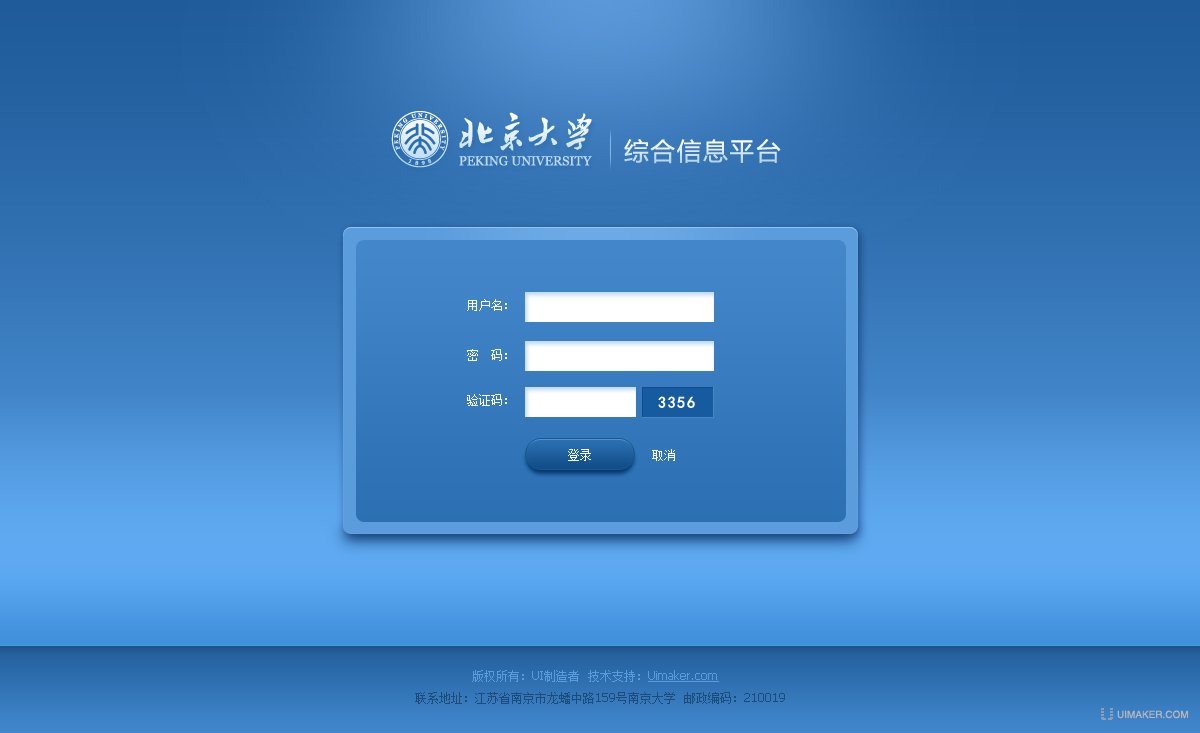 PEKING UNIVERSITY
1898
北京大学
PEKING UNIVERSITY
综合信息平台
用户名：
密 码：
验证码： 3356
登录 取消
版权所有：UI制造者 技术支持：Uimaker.com
联系地址：江苏省南京市龙蟠中路159号南京大学 邮政编码：210019
UIMAKER.COM